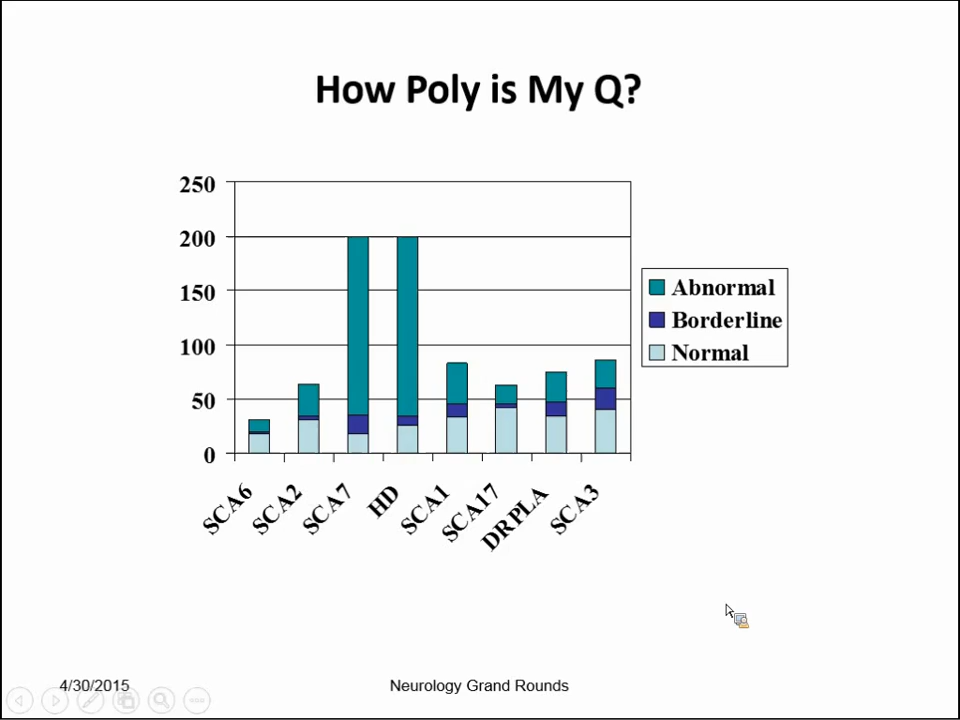 How Poly is My Q?
250
200
150
100
50
0
SCA6
SCA2
SCA7
HD
SCA1
SCA17
DRPLA
SCA3
Abnormal
Borderline
Normal
4/30/2015
Neurology Grand Rounds